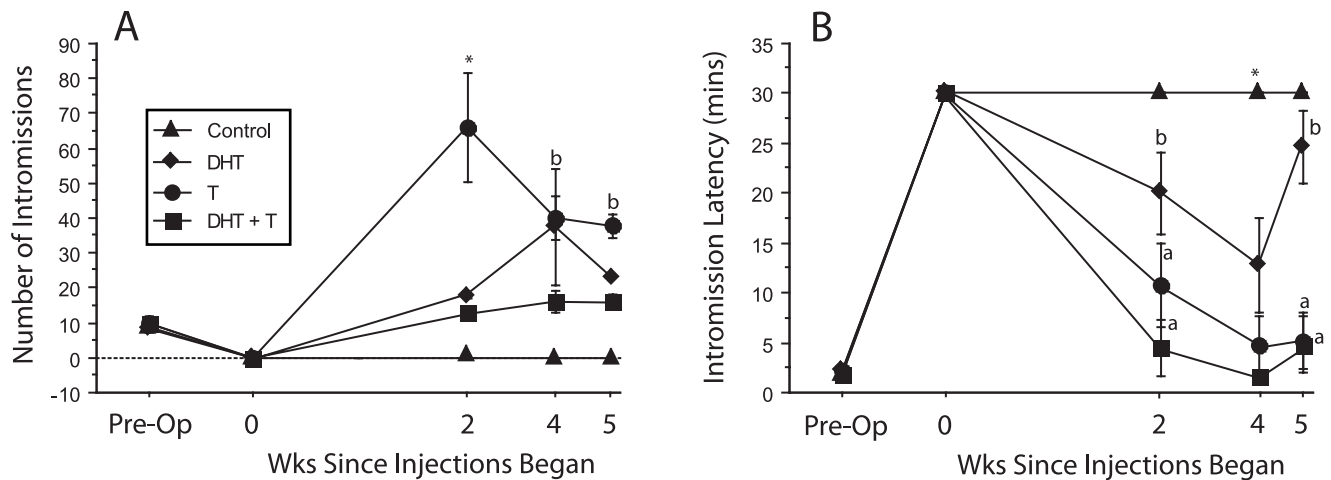 A
Number of Intromissions
90
80
70
60
50
40
30
20
10
0
-10
Control
DHT
T
DHT + T
*
b
b
Pre-Op 0 2 4 5
Wks Since Injections Began
B
Intromission Latency (mins)
35
30
25
20
15
10
5
0
*
b
b
a
a
a
a
Pre-Op 0 2 4 5
Wks Since Injections Began